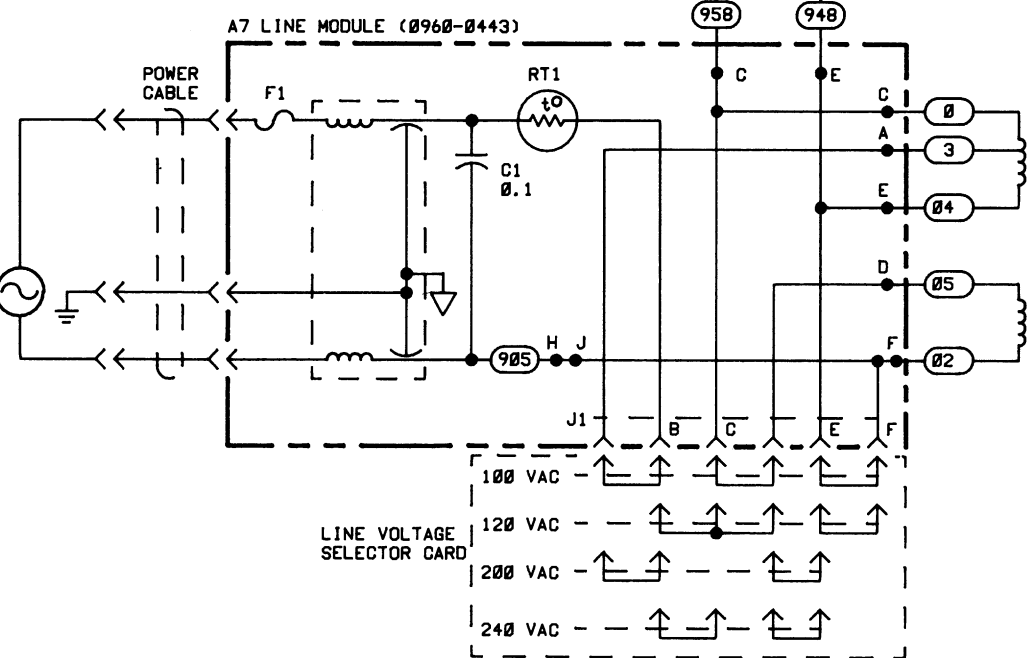 958
948
A7 LINE MODULE (0960-0443)
POWER
CABLE
F1
RT1
t°
C
E
C
0
A
3
C1
0.1
E
04
D
05
905
H
J
F
02
J1
B
C
E
F
100 VAC
120 VAC
LINE VOLTAGE
SELECTOR CARD
200 VAC
240 VAC